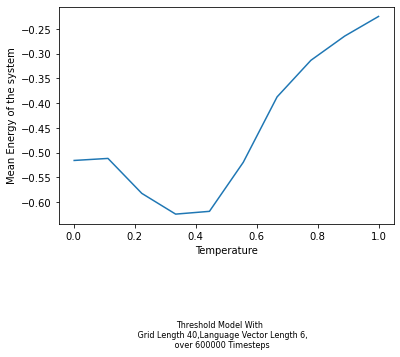 −0.25
−0.30
−0.35
−0.40
−0.45
−0.50
−0.55
−0.60
Mean Energy of the system
0.0 0.2 0.4 0.6 0.8 1.0
Temperature
Threshold Model With
Grid Length 40,Language Vector Length 6,
over 600000 Timesteps